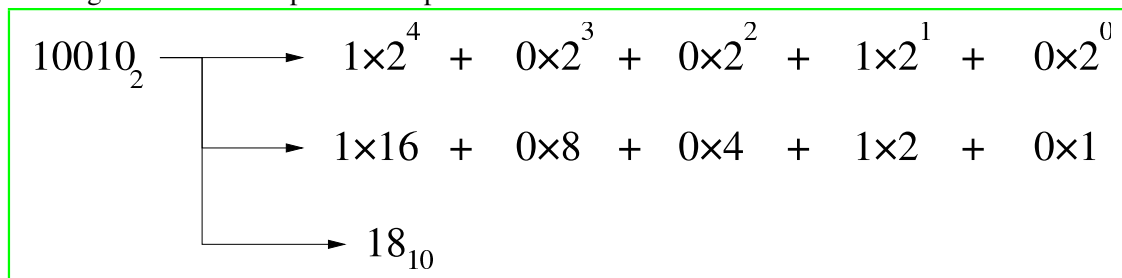 10010₂ 1×2⁴ + 0×2³ + 0×2² + 1×2¹ + 0×2⁰
1×16 + 0×8 + 0×4 + 1×2 + 0×1
18₁₀